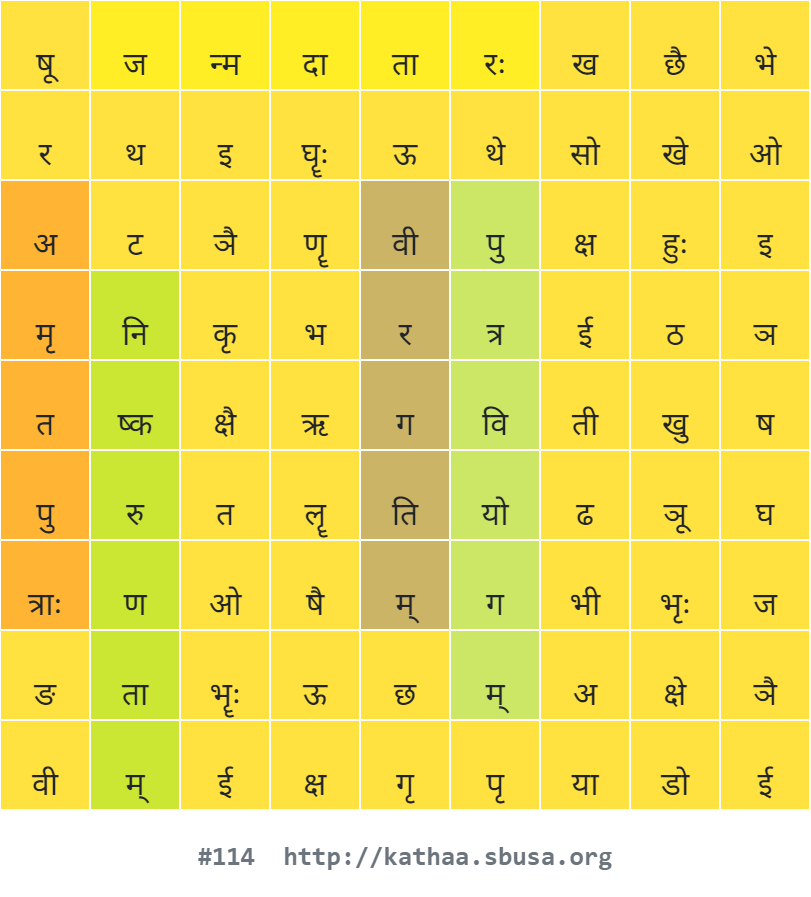 षू ज न्म दा ता रः ख छै भे
र थ इ घॄः ऊ थे सो खे ओ
अ ट ञै णॄ वी पु क्ष हुः इ
मृ नि कृ भ र त्र ई ठ ञ
त ष्क क्षै ऋ ग वि ती खु ष
पु रु त लॄ ति यो ढ ञू घ
त्राः ण ओ षै म् ग भी भृः ज
ङ ता भॄः ऊ छ म् अ क्षे ञै
वी म् ई क्ष गृ पृ या डो ई
#114 http://kathaa.sbusa.org